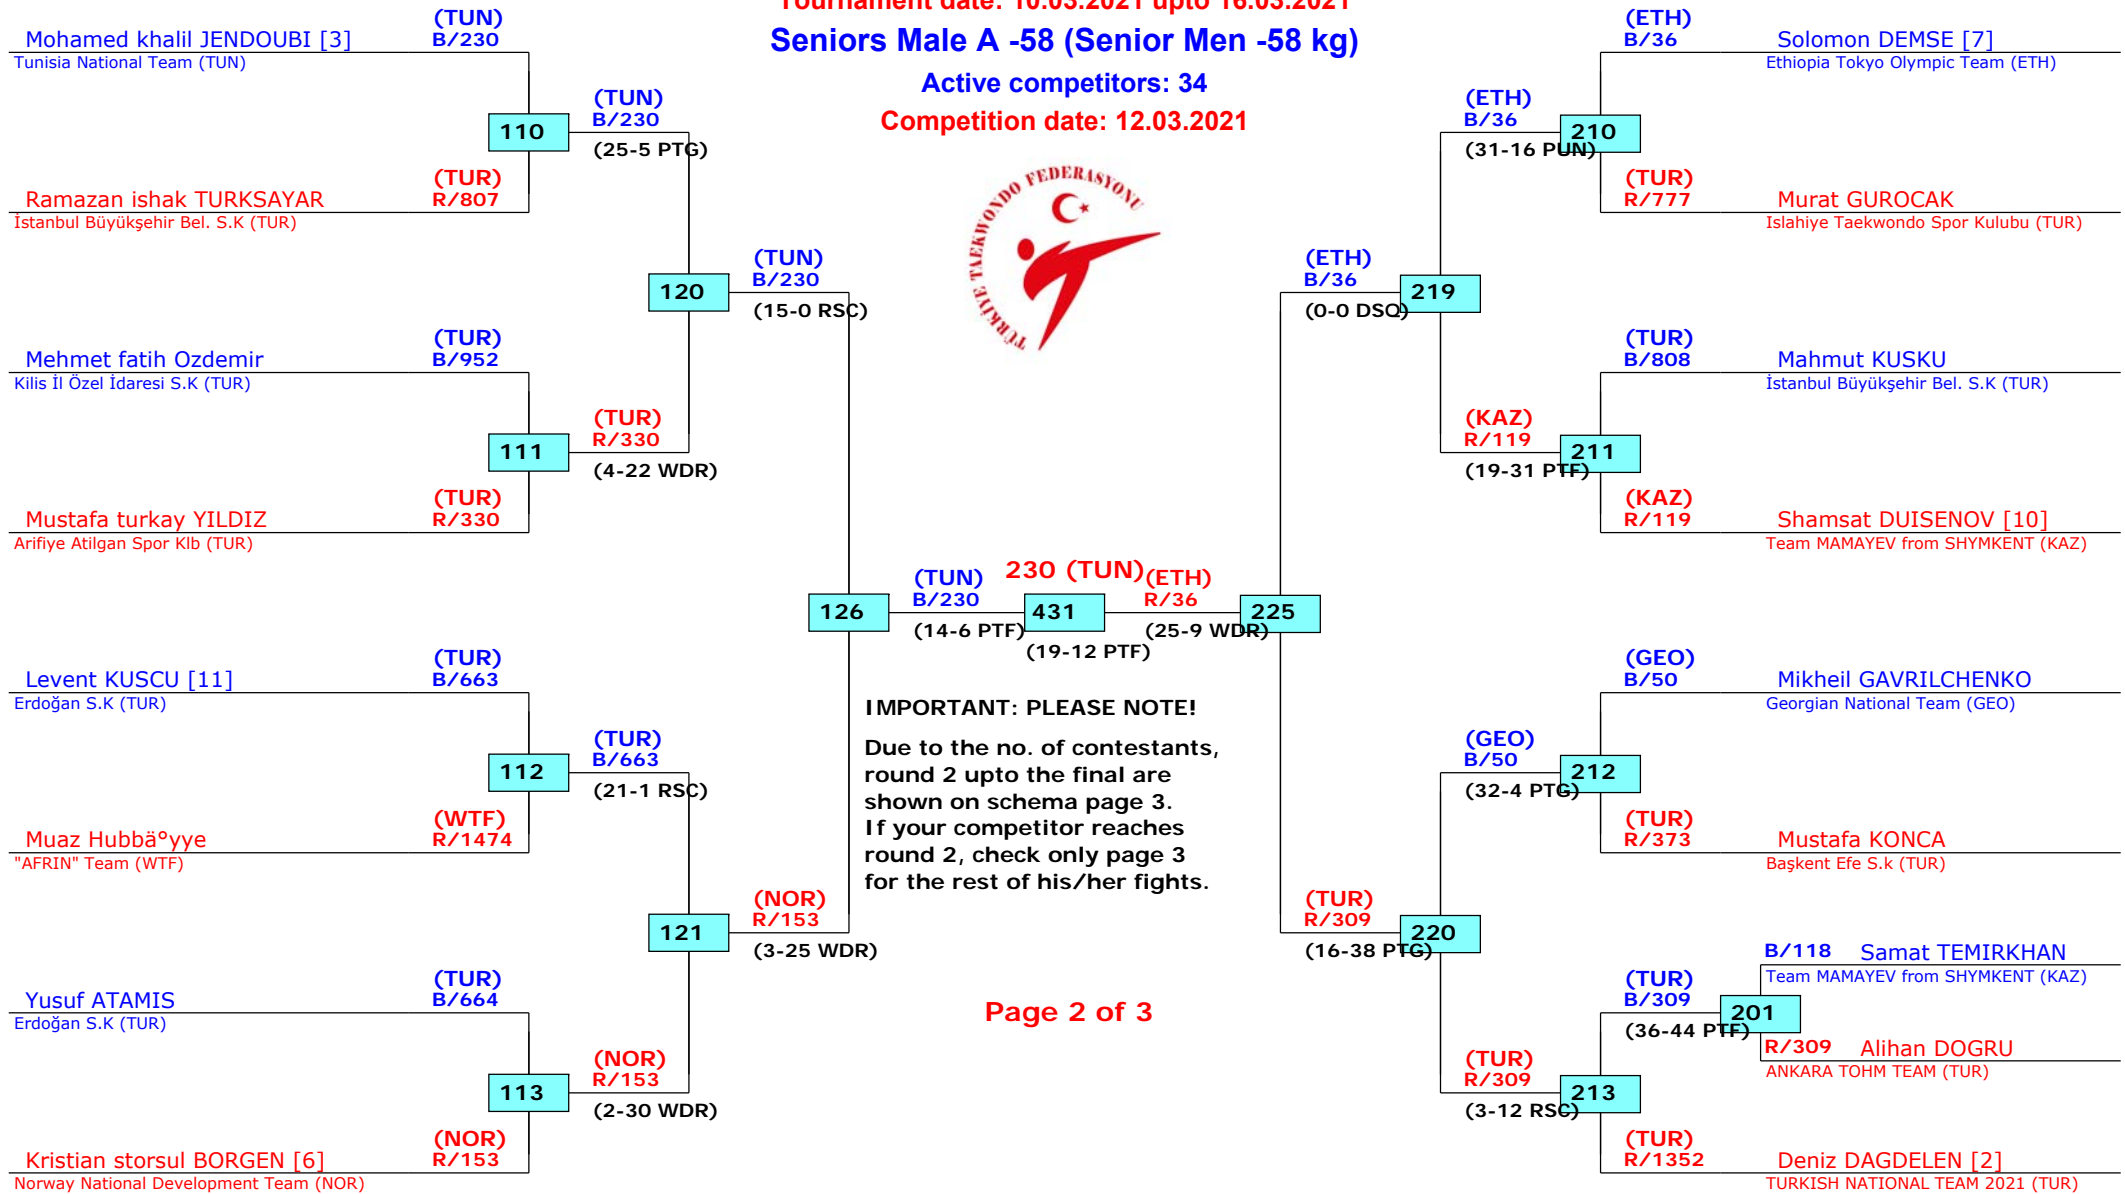 Tournament date: 10.03.2021 upto 16.03.2021
Seniors Male A -58 (Senior Men -58 kg)
Active competitors: 34
Competition date: 12.03.2021
TÜRKİYE TAEKWONDO FEDERASYONU
Mohamed khalil JENDOUBI [3]
(TUN)
B/230
Tunisia National Team (TUN)
110
(TUN)
B/230
(25-5 PTG)
Ramazan ishak TURKSAYAR
(TUR)
R/807
İstanbul Büyükşehir Bel. S.K (TUR)
120
(TUN)
B/230
(15-0 RSC)
Mehmet fatih Ozdemir
(TUR)
B/952
Kilis İl Özel İdaresi S.K (TUR)
111
(TUR)
R/330
(4-22 WDR)
Mustafa turkay YILDIZ
(TUR)
R/330
Arifiye Atilgan Spor Klb (TUR)
126
(TUN)
B/230
(14-6 PTF)
230 (TUN)
431
(19-12 PTF)
(ETH)
R/36
(25-9 WDR)
225
Levent KUSCU [11]
(TUR)
B/663
Erdoğan S.K (TUR)
112
(TUR)
B/663
(21-1 RSC)
Muaz Hubbä°yye
(WTF)
R/1474
"AFRIN" Team (WTF)
121
(NOR)
R/153
(3-25 WDR)
Yusuf ATAMIS
(TUR)
B/664
Erdoğan S.K (TUR)
113
(NOR)
R/153
(2-30 WDR)
Kristian storsul BORGEN [6]
(NOR)
R/153
Norway National Development Team (NOR)
IMPORTANT: PLEASE NOTE!
Due to the no. of contestants,
round 2 upto the final are
shown on schema page 3.
If your competitor reaches
round 2, check only page 3
for the rest of his/her fights.
Page 2 of 3
(ETH)
B/36
Solomon DEMSE [7]
Ethiopia Tokyo Olympic Team (ETH)
(ETH)
B/36
210
(31-16 PUN)
(TUR)
R/777
Murat GUROCAK
Islahiye Taekwondo Spor Kulubu (TUR)
(ETH)
B/36
219
(0-0 DSQ)
(TUR)
B/808
Mahmut KUSKU
İstanbul Büyükşehir Bel. S.K (TUR)
(KAZ)
R/119
211
(19-31 PTF)
(KAZ)
R/119
Shamsat DUISENOV [10]
Team MAMAYEV from SHYMKENT (KAZ)
(GEO)
B/50
Mikheil GAVRILCHENKO
Georgian National Team (GEO)
(GEO)
B/50
212
(32-4 PTG)
(TUR)
R/373
Mustafa KONCA
Başkent Efe S.k (TUR)
(TUR)
R/309
220
(16-38 PTG)
B/118 Samat TEMIRKHAN
Team MAMAYEV from SHYMKENT (KAZ)
(TUR)
B/309
201
(36-44 PTF)
R/309 Alihan DOGRU
ANKARA TOHM TEAM (TUR)
(TUR)
R/309
213
(3-12 RSC)
(TUR)
R/1352
Deniz DAGDELEN [2]
TURKISH NATIONAL TEAM 2021 (TUR)